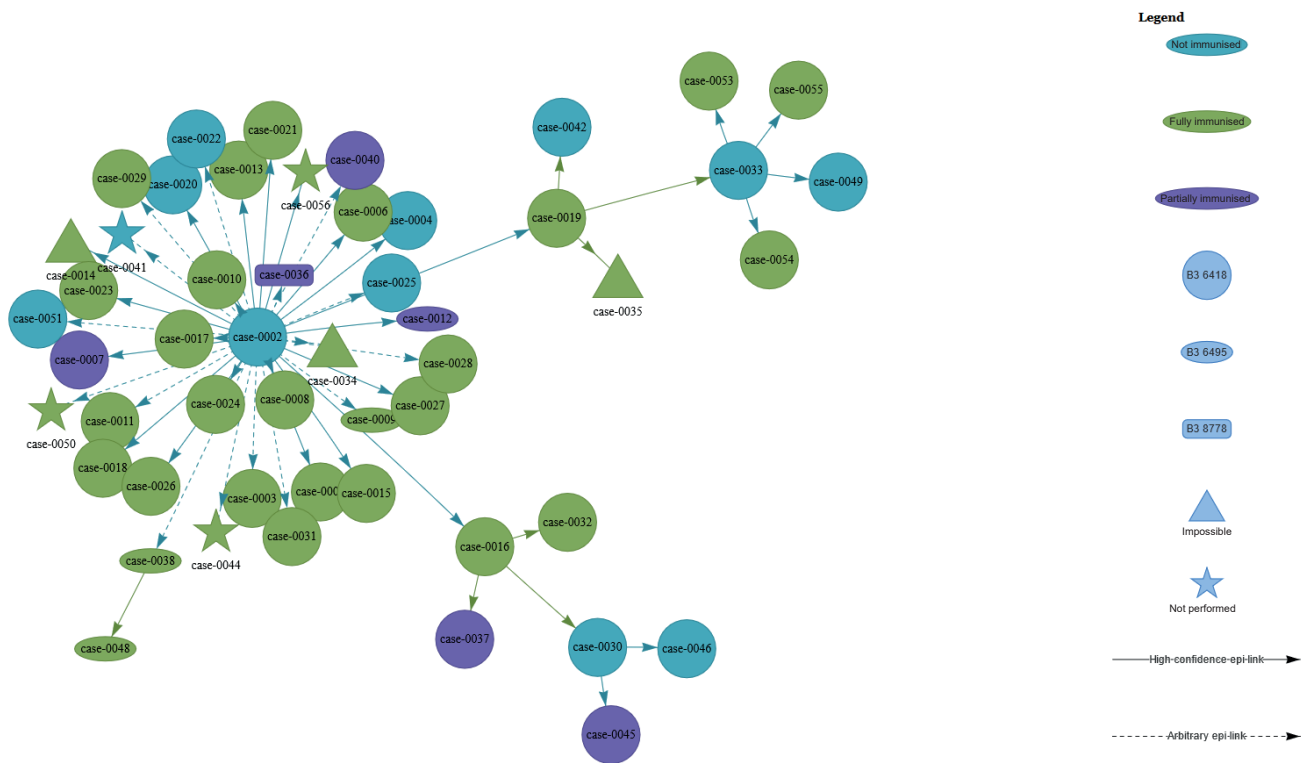 Legend
Not immunised
case-0053
case-0055
Fully immunised
case-0042
case-0021
case-0022
case-0040
case-0013
case-0033
case-0029
case-0020
case-0049
Partially immunised
case-0056
case-0006
case-0019
case-0004
case-0041
case-0054
case-0014
case-0036
case-0010
case-0025
B3 6418
case-0023
case-0035
case-0051
case-0012
case-0002
case-0017
B3 6495
case-0007
case-0028
case-0034
case-0008
case-0024
case-0027
case-0009
case-0011
B3 8778
case-0050
case-0018
case-0026
case-0003
case-000
case-0015
case-0032
Impossible
case-0031
case-0016
case-0038
case-0044
Not performed
case-0037
case-0030
case-0046
case-0048
High confidence epi link
case-0045
Arbitrary epi link